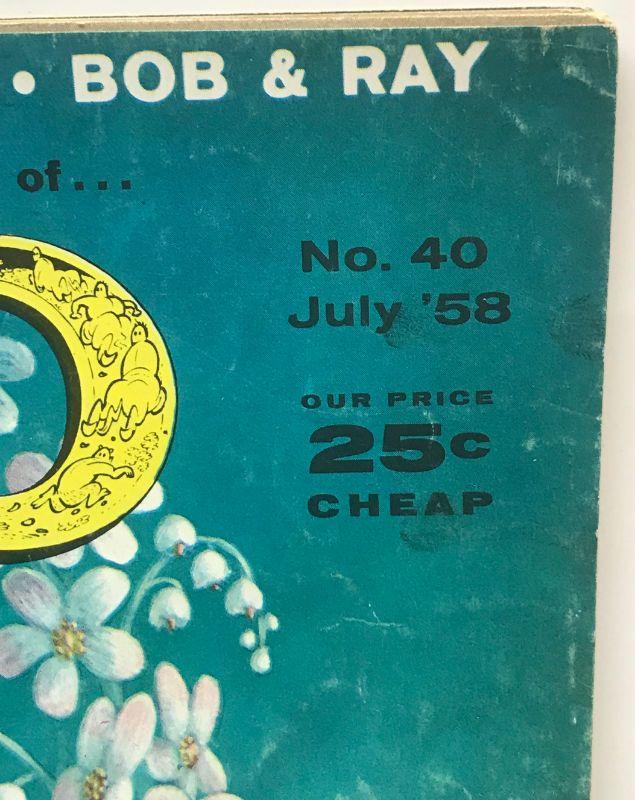 • BOB & RAY
of...
No. 40
July '58
OUR PRICE
25c
CHEAP